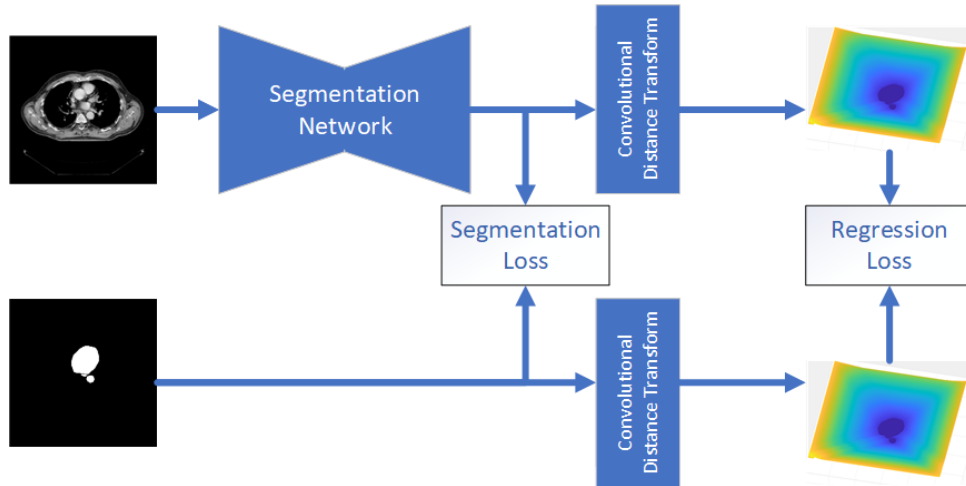 Segmentation
Network
Convolutional
Distance Transform
Segmentation
Loss
Regression
Loss
Convolutional
Distance Transform